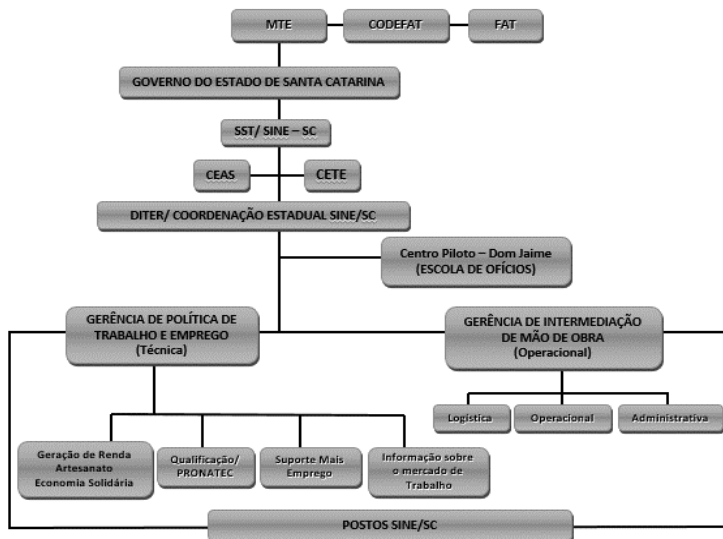 MTE
CODEFAT
FAT
GOVERNO DO ESTADO DE SANTA CATARINA
SST/ SINE – SC
CEAS
CETE
DITER/ COORDENAÇÃO ESTADUAL SINE/SC
Centro Piloto – Dom Jaime
(ESCOLA DE OFÍCIOS)
GERÊNCIA DE POLÍTICA DE
TRABALHO E EMPREGO
(Técnica)
GERÊNCIA DE INTERMEDIAÇÃO
DE MÃO DE OBRA
(Operacional)
Logística
Operacional
Administrativa
Geração de Renda
Artesanato
Economia Solidária
Qualificação/
PRONATEC
Suporte Mais
Emprego
Informação sobre
o mercado de
Trabalho
POSTOS SINE/SC